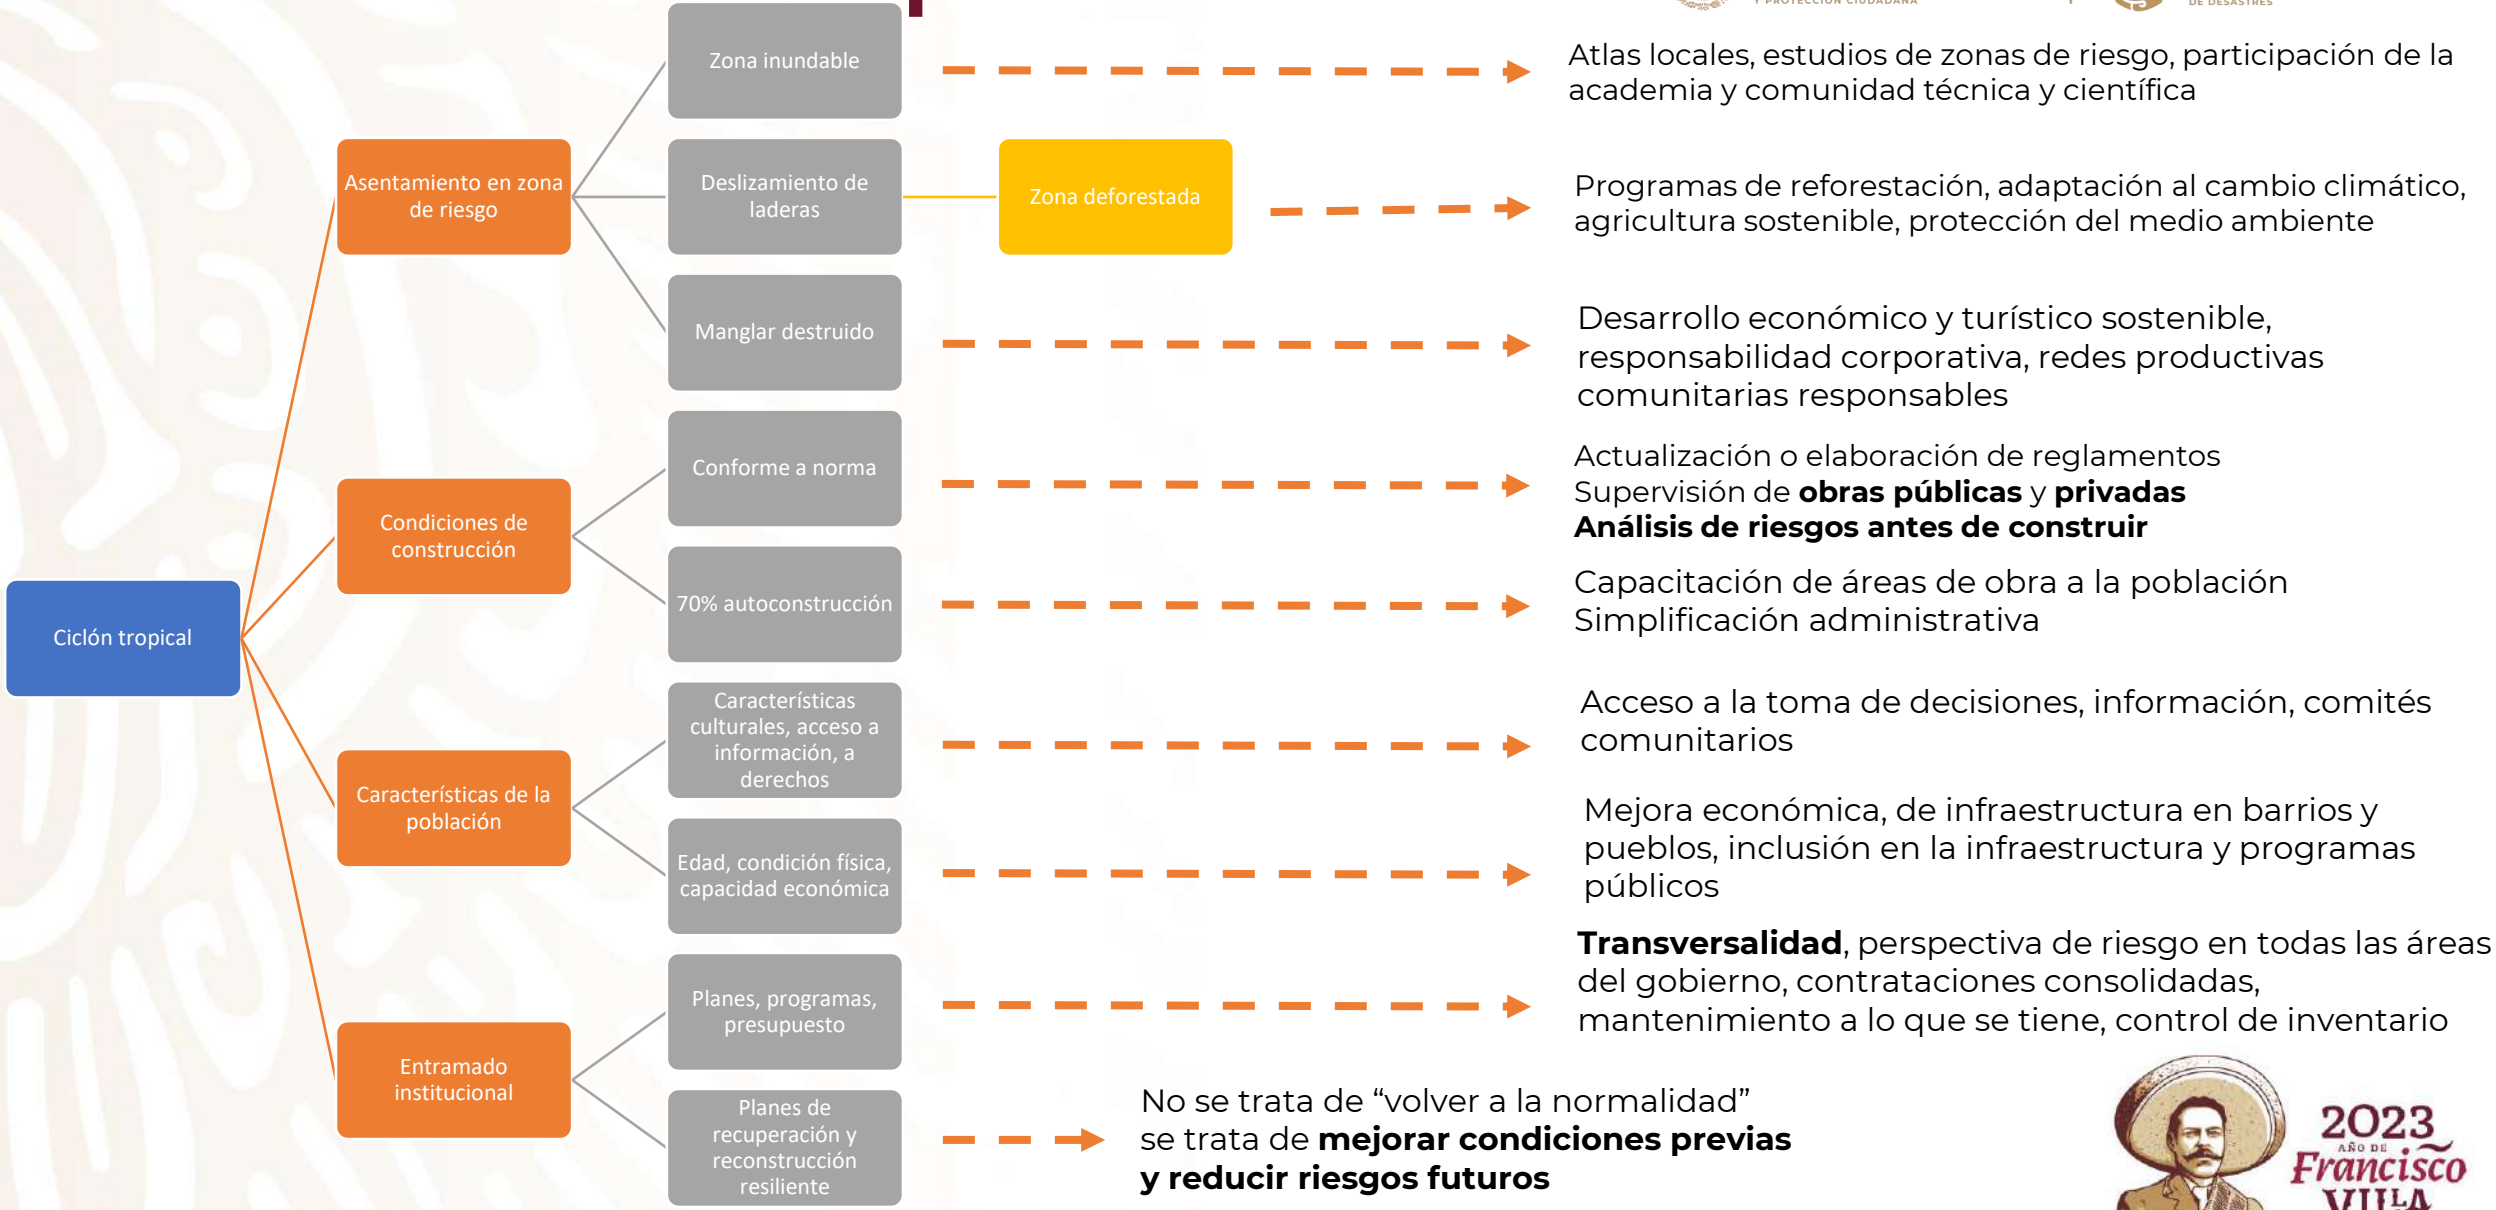 Y PROTECCIÓN CIUDADANA
DE DESASTRES
Zona inundable
Atlas locales, estudios de zonas de riesgo, participación de la
academia y comunidad técnica y científica
Asentamiento en zona
de riesgo
Deslizamiento de
laderas
Zona deforestada
Programas de reforestación, adaptación al cambio climático,
agricultura sostenible, protección del medio ambiente
Manglar destruido
Desarrollo económico y turístico sostenible,
responsabilidad corporativa, redes productivas
comunitarias responsables
Condiciones de
construcción
Conforme a norma
Actualización o elaboración de reglamentos
Supervisión de obras públicas y privadas
Análisis de riesgos antes de construir
70% autoconstrucción
Capacitación de áreas de obra a la población
Simplificación administrativa
Ciclón tropical
Características de la
población
Características
culturales, acceso a
información, a
derechos
Acceso a la toma de decisiones, información, comités
comunitarios
Edad, condición física,
capacidad económica
Mejora económica, de infraestructura en barrios y
pueblos, inclusión en la infraestructura y programas
públicos
Entramado
institucional
Planes, programas,
presupuesto
Transversalidad, perspectiva de riesgo en todas las áreas
del gobierno, contrataciones consolidadas,
mantenimiento a lo que se tiene, control de inventario
Planes de
recuperación y
reconstrucción
resiliente
No se trata de “volver a la normalidad”
se trata de mejorar condiciones previas
y reducir riesgos futuros
2023
AÑO DE
Francisco
VILLA